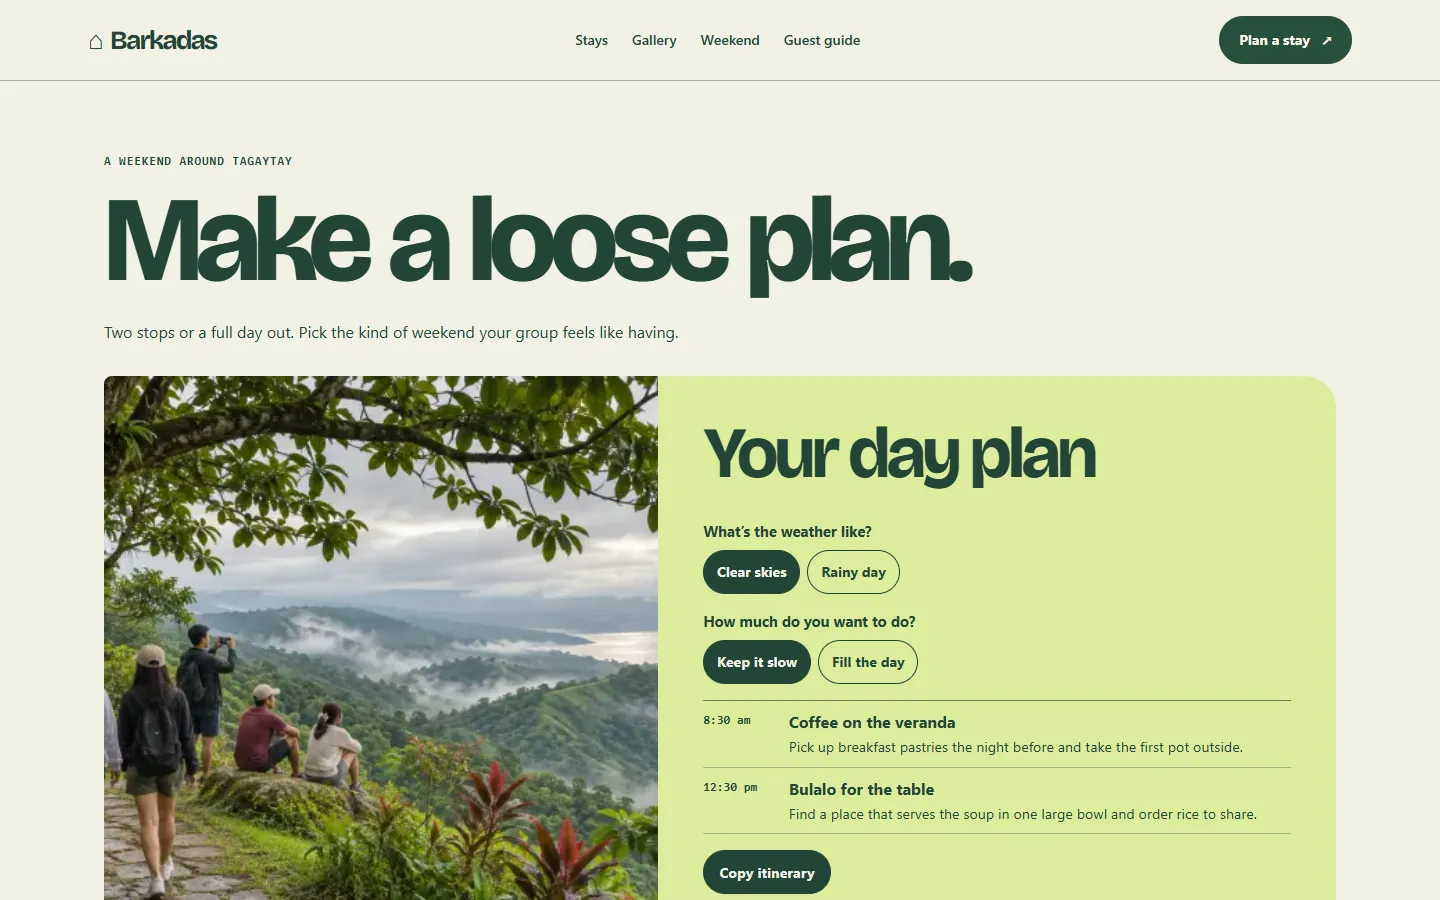 Barkadas
Stays
Gallery
Weekend
Guest guide
Plan a stay ↗
A WEEKEND AROUND TAGAYTAY
Make a loose plan.
Two stops or a full day out. Pick the kind of weekend your group feels like having.
Your day plan
What's the weather like?
Clear skies
Rainy day
How much do you want to do?
Keep it slow
Fill the day
8:30 am
Coffee on the veranda
Pick up breakfast pastries the night before and take the first pot outside.
12:30 pm
Bulalo for the table
Find a place that serves the soup in one large bowl and order rice to share.
Copy itinerary